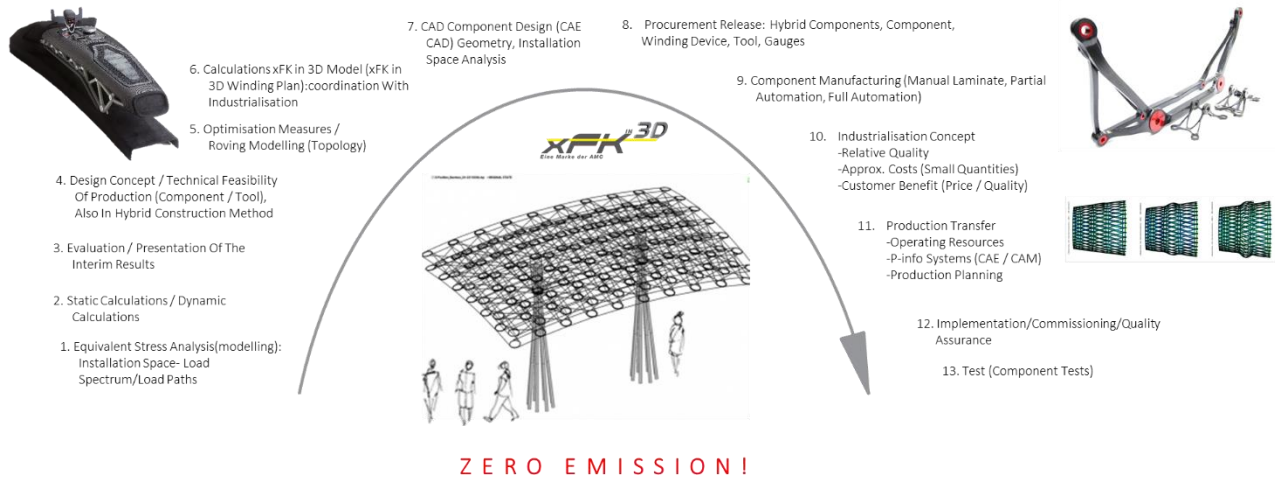 7. CAD Component Design (CAE
CAD) Geometry, Installation
Space Analysis
8. Procurement Release: Hybrid Components, Component,
Winding Device, Tool, Gauges
6. Calculations xFK in 3D Model (xFK in
3D Winding Plan):coordination With
Industrialisation
9. Component Manufacturing (Manual Laminate, Partial
Automation, Full Automation)
5. Optimisation Measures /
Roving Modelling (Topology)
xFK IN 3D
Eine Marke der AMC
10. Industrialisation Concept
-Relative Quality
-Approx. Costs (Small Quantities)
-Customer Benefit (Price / Quality)
4. Design Concept / Technical Feasibility
Of Production (Component / Tool),
Also In Hybrid Construction Method
11. Production Transfer
-Operating Resources
-P-info Systems (CAE / CAM)
-Production Planning
3. Evaluation / Presentation Of The
Interim Results
2. Static Calculations / Dynamic
Calculations
12. Implementation/Commissioning/Quality
Assurance
1. Equivalent Stress Analysis(modelling):
Installation Space- Load
Spectrum/Load Paths
13. Test (Component Tests)
ZERO EMISSION!